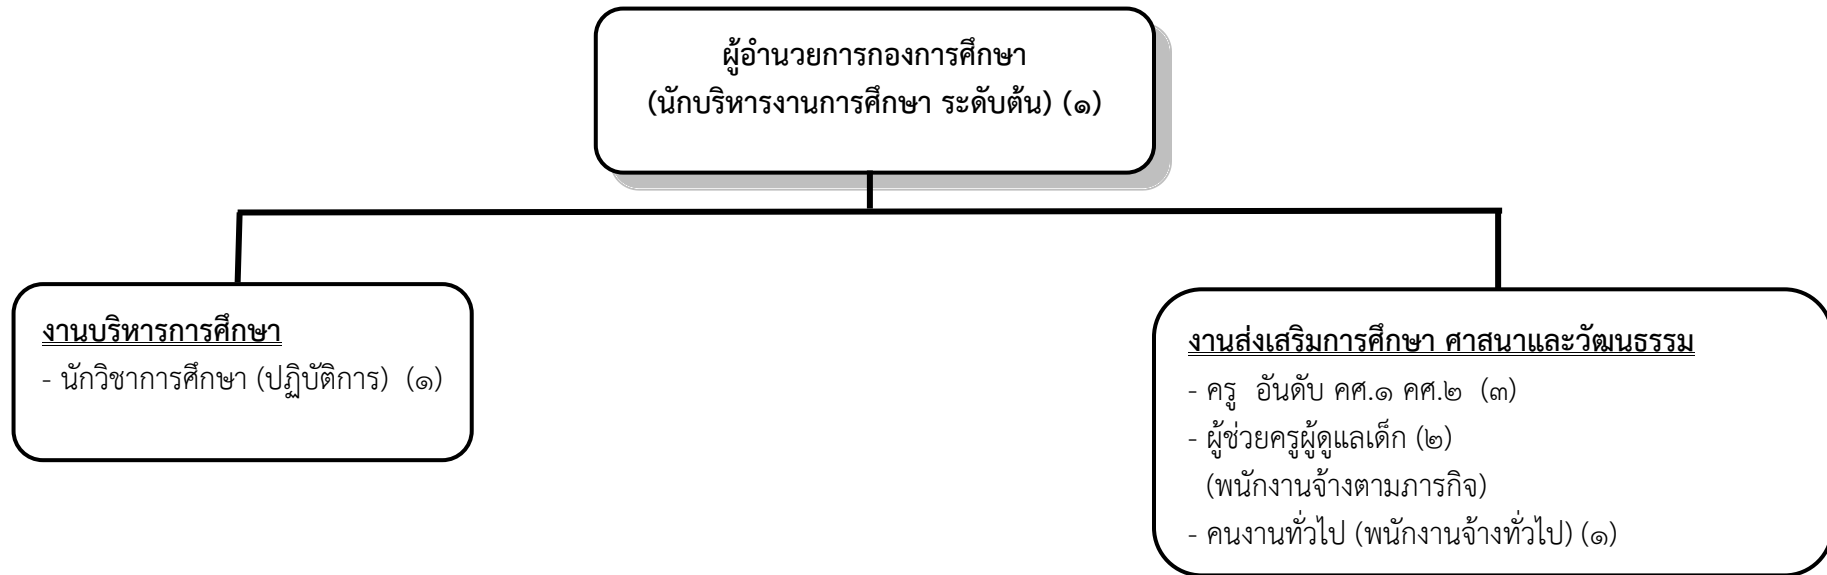 ผู้อำนวยการกองการศึกษา
(นักบริหารงานการศึกษา ระดับต้น) (๑)
งานบริหารการศึกษา
- นักวิชาการศึกษา (ปฏิบัติการ) (๑)
งานส่งเสริมการศึกษา ศาสนาและวัฒนธรรม
- ครู อันดับ คศ.๑ คศ.๒ (๓)
- ผู้ช่วยครูผู้ดูแลเด็ก (๒)
(พนักงานจ้างตามภารกิจ)
- คนงานทั่วไป (พนักงานจ้างทั่วไป) (๑)